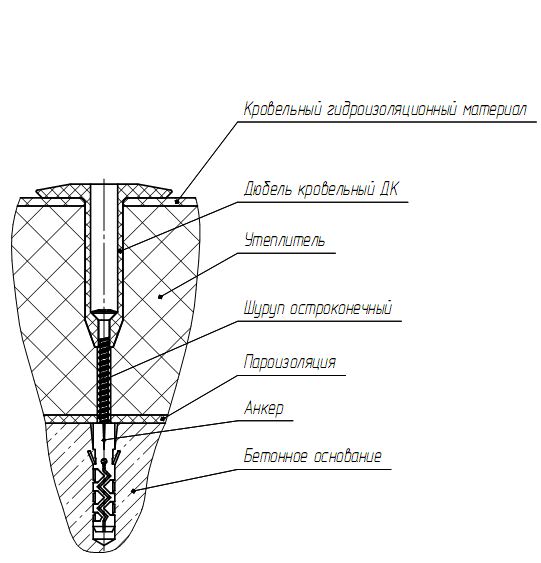 Кровельный гидроизоляционный материал
Дюбель кровельный ДК
Утеплитель
Шуруп остроконечный
Пароизоляция
Анкер
Бетонное основание